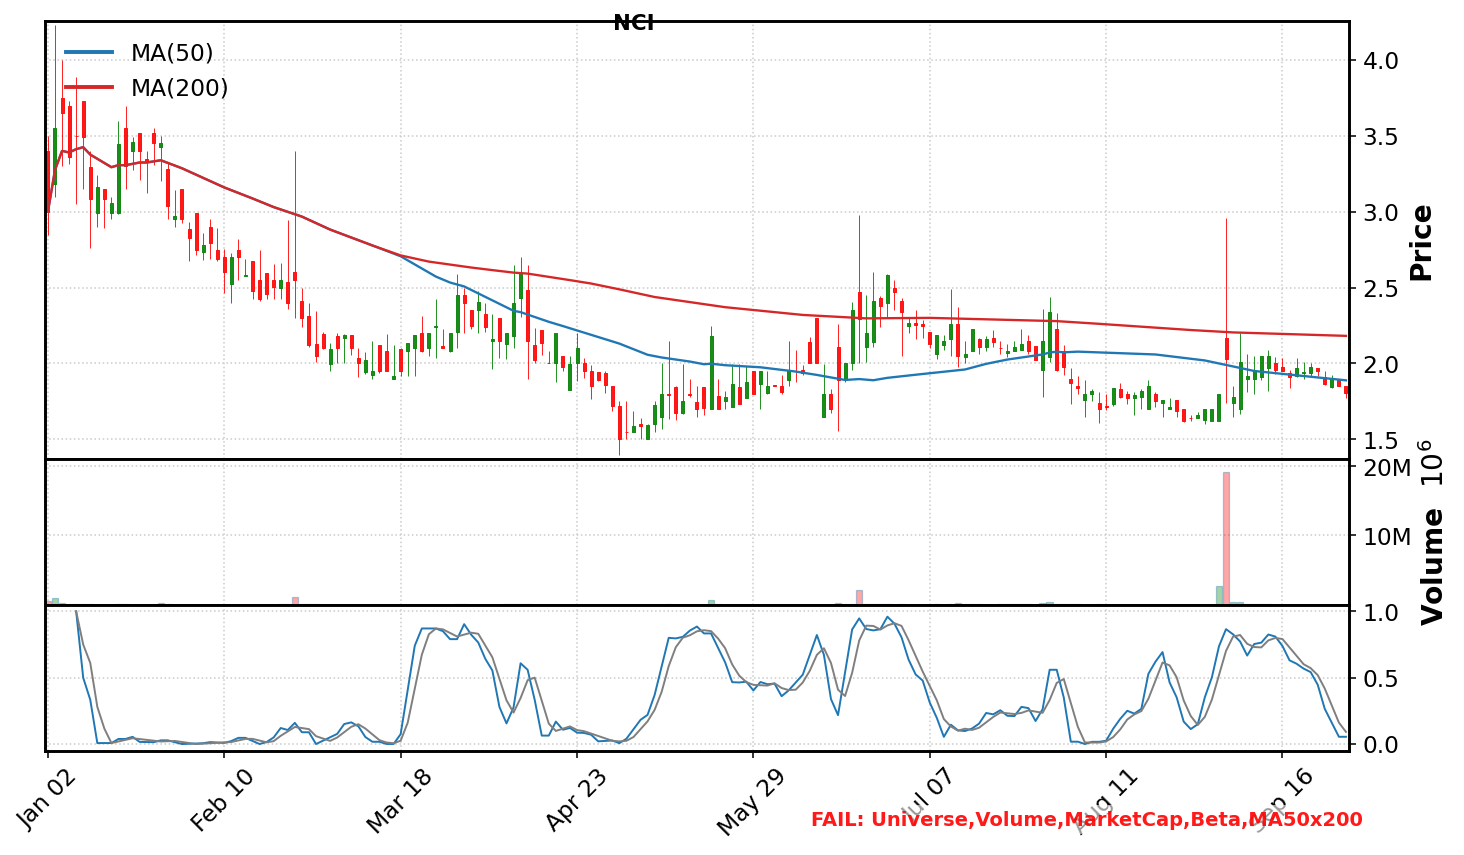 NCI
MA(50)
MA(200)
4.0
3.5
3.0
2.5
2.0
1.5
Price
20M
10M
Volume 10⁶
1.0
0.5
0.0
Jan 02
Feb 10
Mar 18
Apr 23
May 29
Jul 07
Aug 11
Sep 16
FAIL: Universe,Volume,MarketCap,Beta,MA50x200